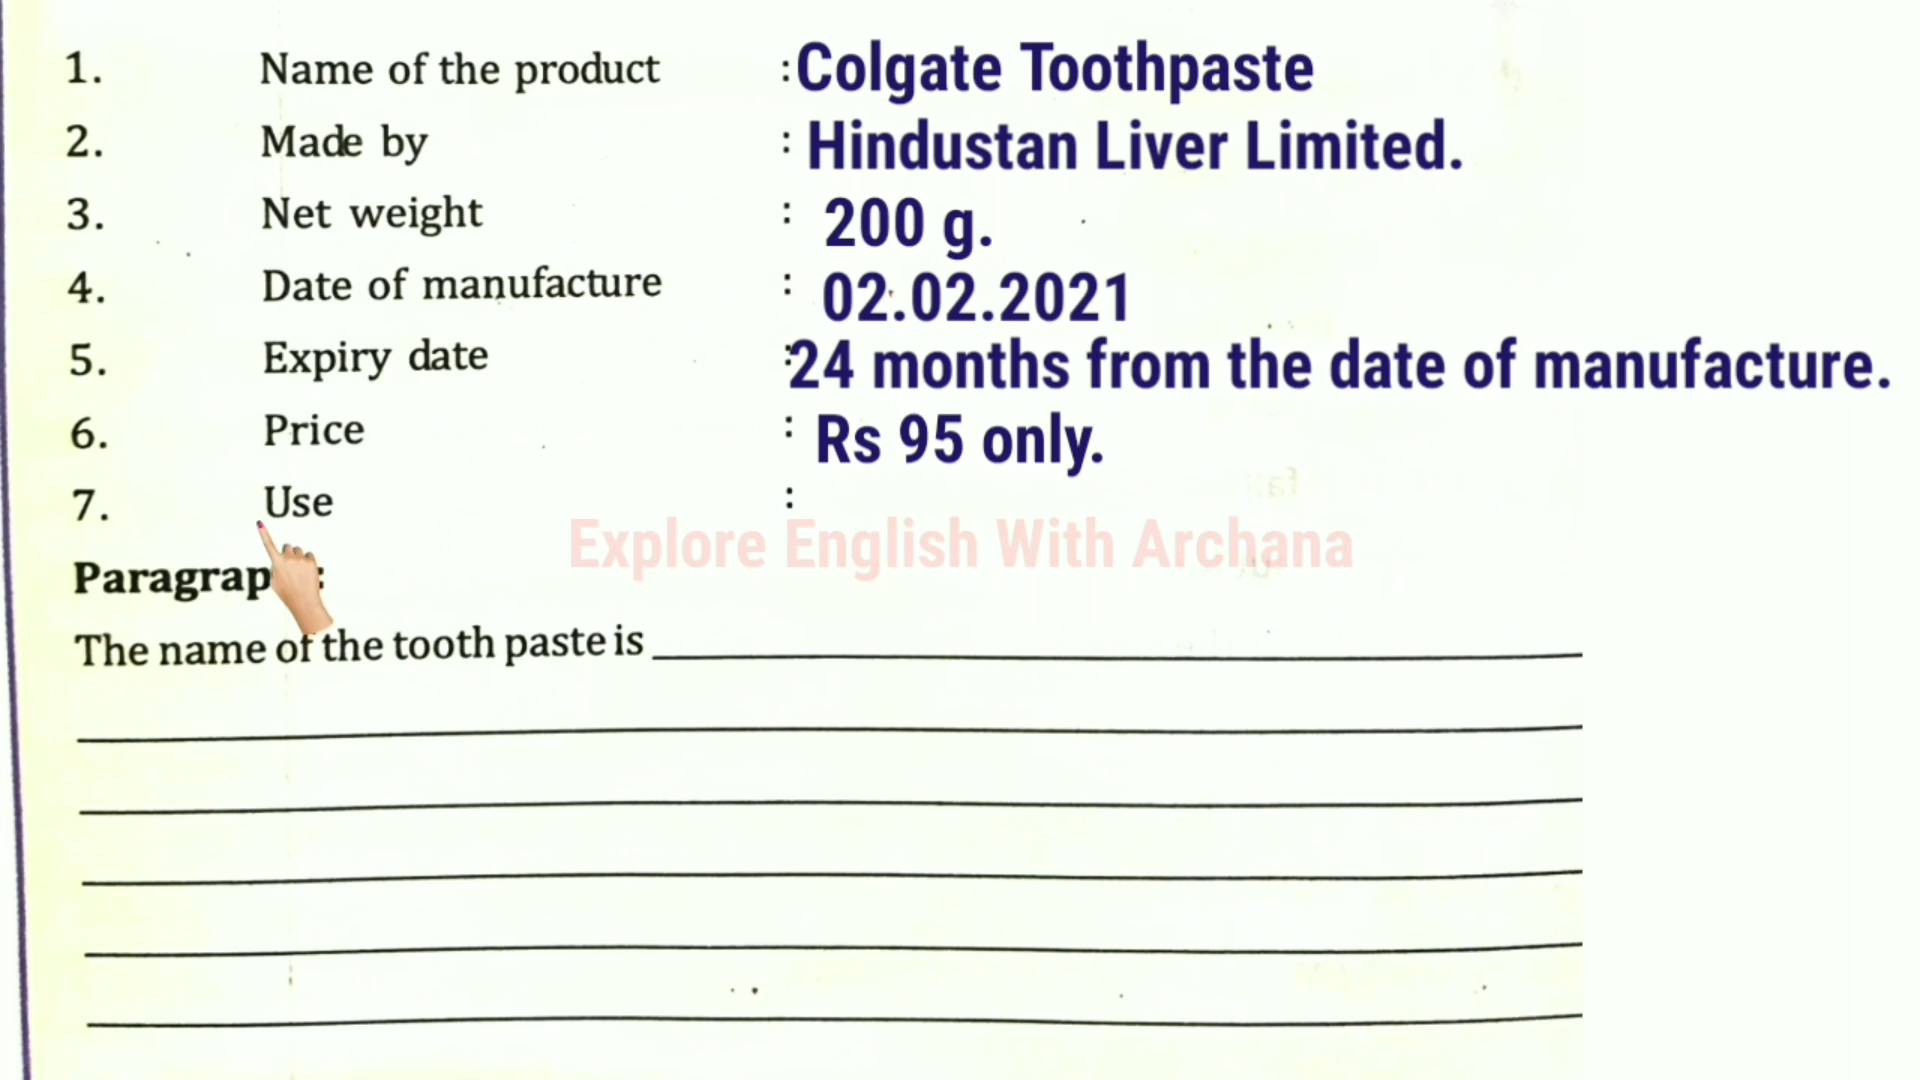 1. Name of the product :Colgate Toothpaste
2. Made by : Hindustan Liver Limited.
3. Net weight : 200 g.
4. Date of manufacture : 02.02.2021
5. Expiry date :24 months from the date of manufacture.
6. Price : Rs 95 only.
7. Use :
Explore English With Archana
Paragrap :
The name of the tooth paste is